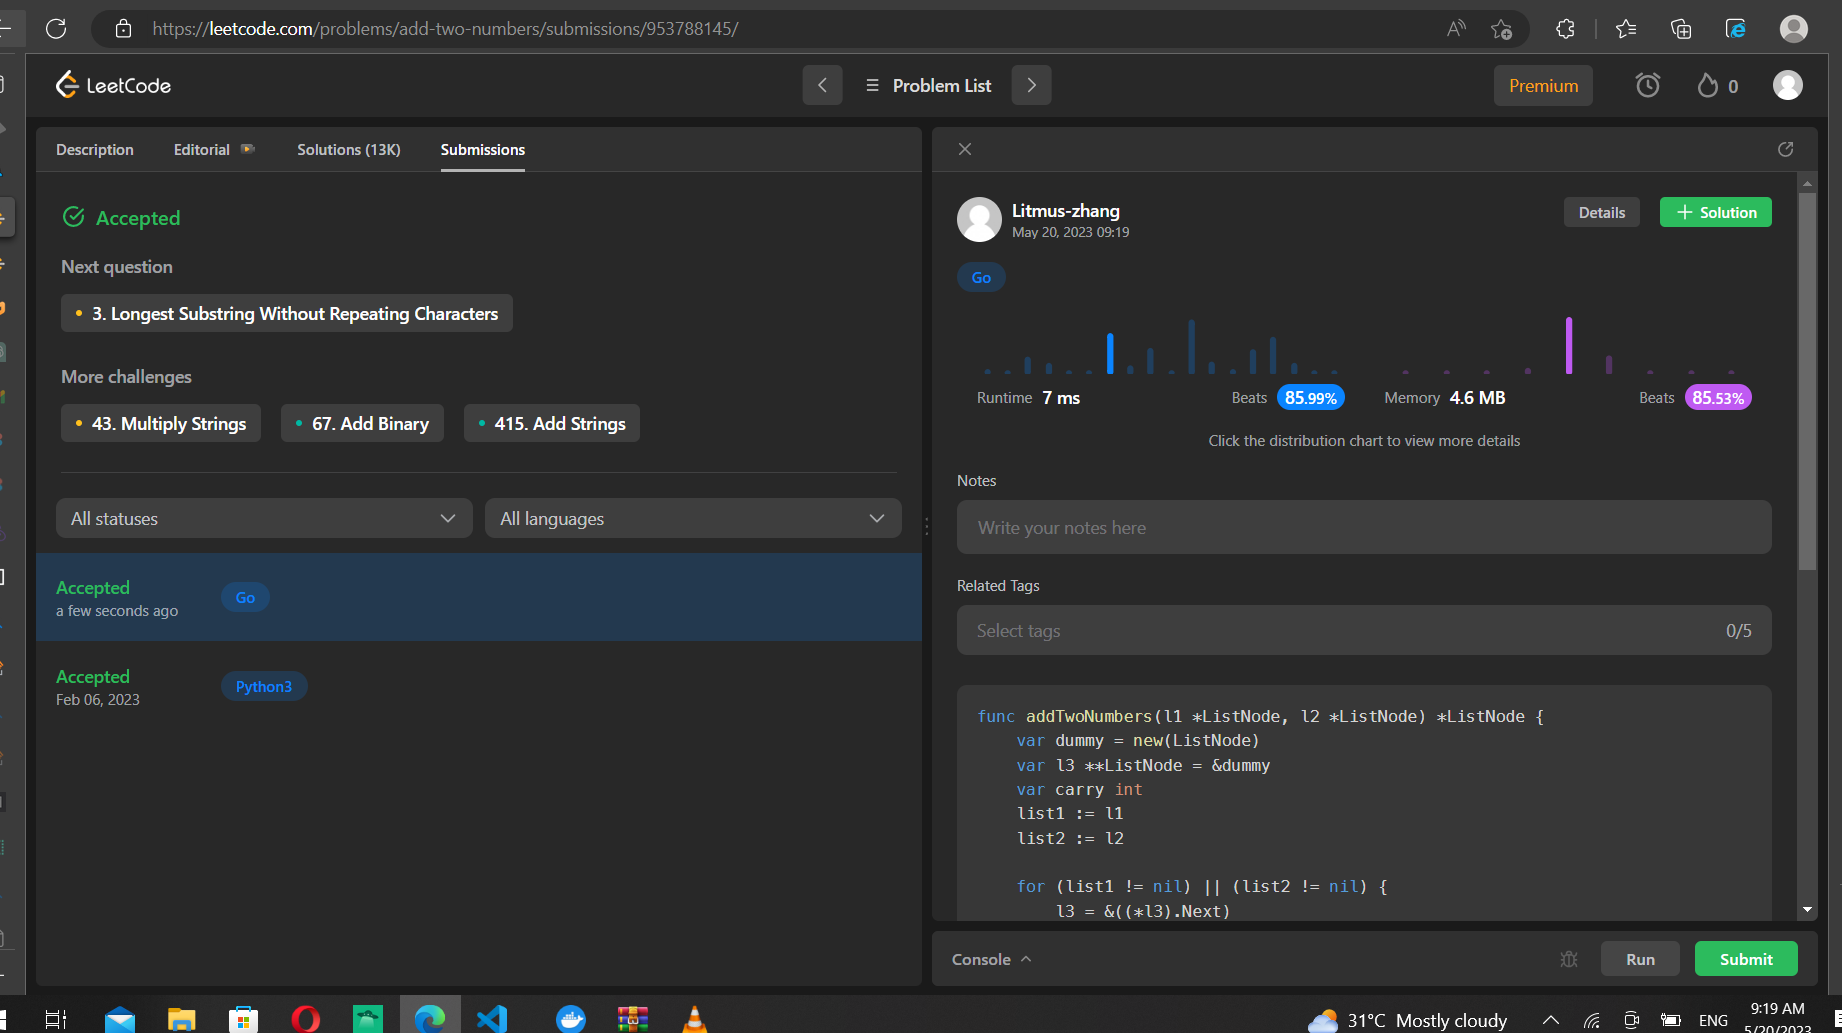 https://leetcode.com/problems/add-two-numbers/submissions/953788145/
LeetCode
Problem List
Premium
0
Description
Editorial
Solutions (13K)
Submissions
Accepted
Next question
3. Longest Substring Without Repeating Characters
More challenges
43. Multiply Strings
67. Add Binary
415. Add Strings
All statuses
All languages
Accepted
a few seconds ago
Go
Accepted
Feb 06, 2023
Python3
Litmus-zhang
May 20, 2023 09:19
Details
+ Solution
Go
Runtime 7 ms
Beats 85.99%
Memory 4.6 MB
Beats 85.53%
Click the distribution chart to view more details
Notes
Write your notes here
Related Tags
Select tags
0/5
func addTwoNumbers(l1 *ListNode, l2 *ListNode) *ListNode {
    var dummy = new(ListNode)
    var l3 **ListNode = &dummy
    var carry int
    list1 := l1
    list2 := l2
    for (list1 != nil) || (list2 != nil) {
        l3 = &((*l3).Next)
Console
Run
Submit
31°C Mostly cloudy
ENG
9:19 AM
5/20/2023